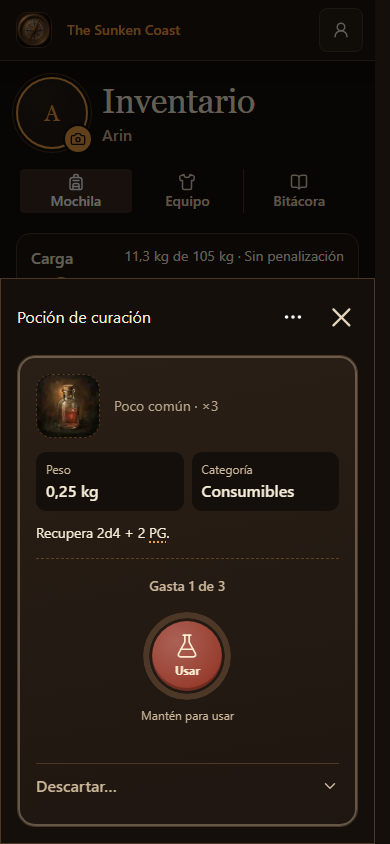 The Sunken Coast
A
Inventario
Arin
Mochila
Equipo
Bitácora
Carga
11,3 kg de 105 kg · Sin penalización
Poción de curación
Poco común · ×3
Peso
0,25 kg
Categoría
Consumibles
Recupera 2d4 + 2 PG.
Gasta 1 de 3
Usar
Mantén para usar
Descartar...